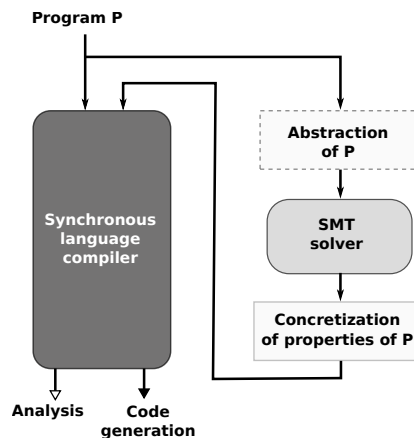 Program P
Abstraction
of P
Synchronous
language
compiler
SMT
solver
Concretization
of properties of P
Analysis
Code
generation